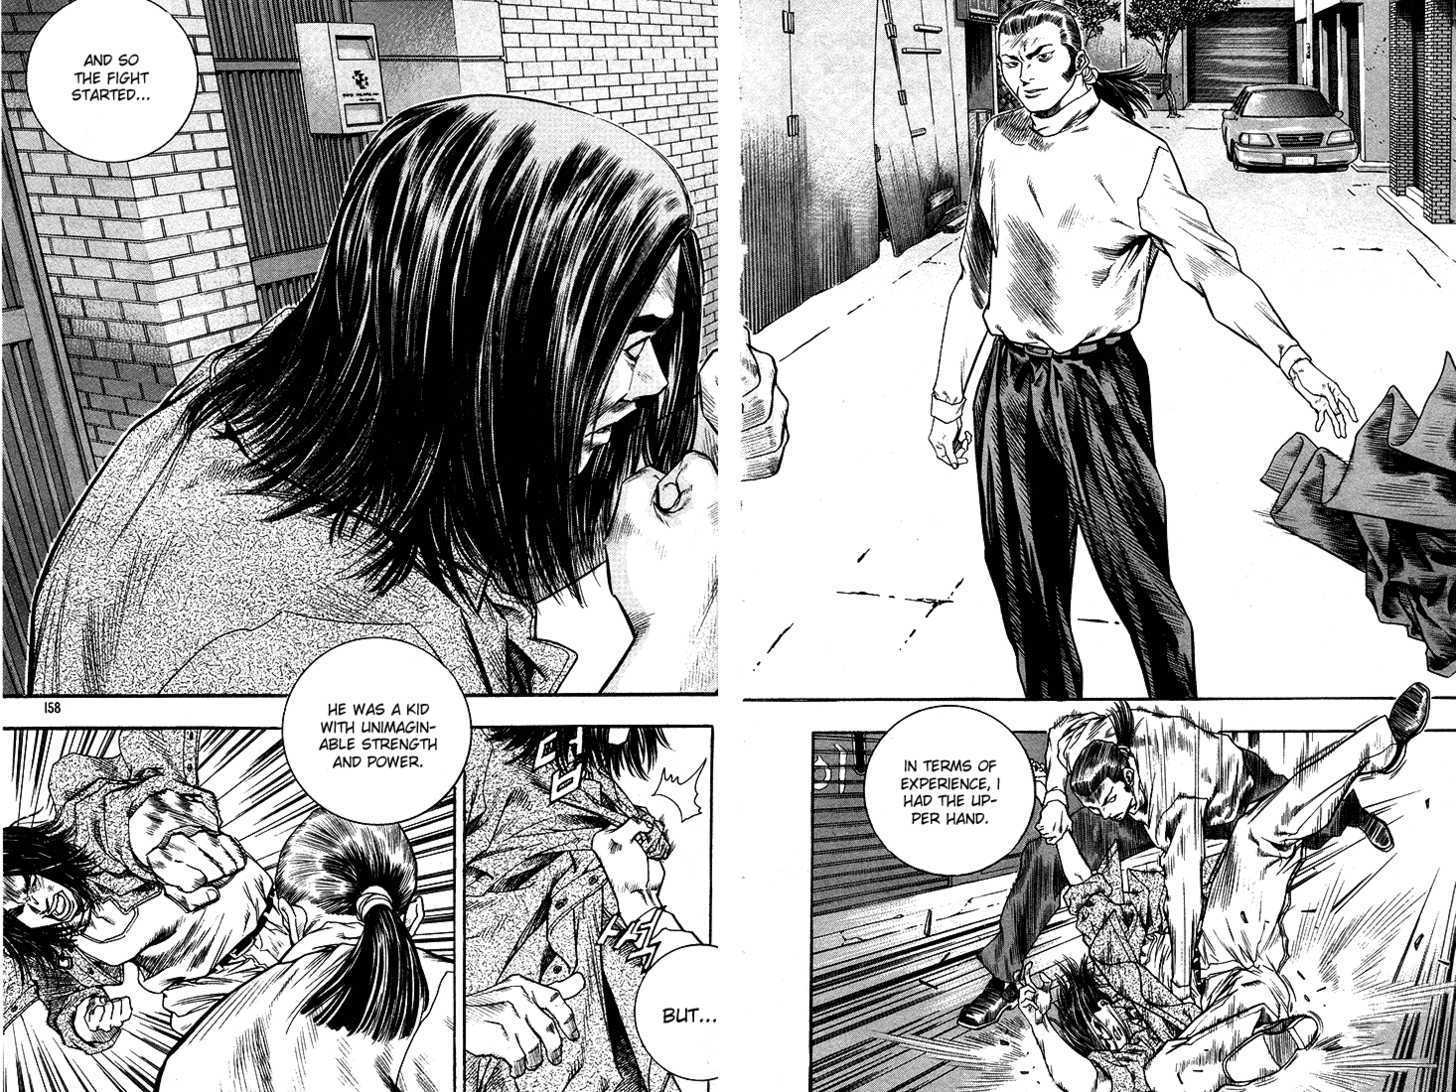 AND SO
THE FIGHT
STARTED...
158
HE WAS A KID
WITH UNIMAGIN-
ABLE STRENGTH
AND POWER.
BUT...
IN TERMS OF
EXPERIENCE, I
HAD THE UP-
PER HAND.